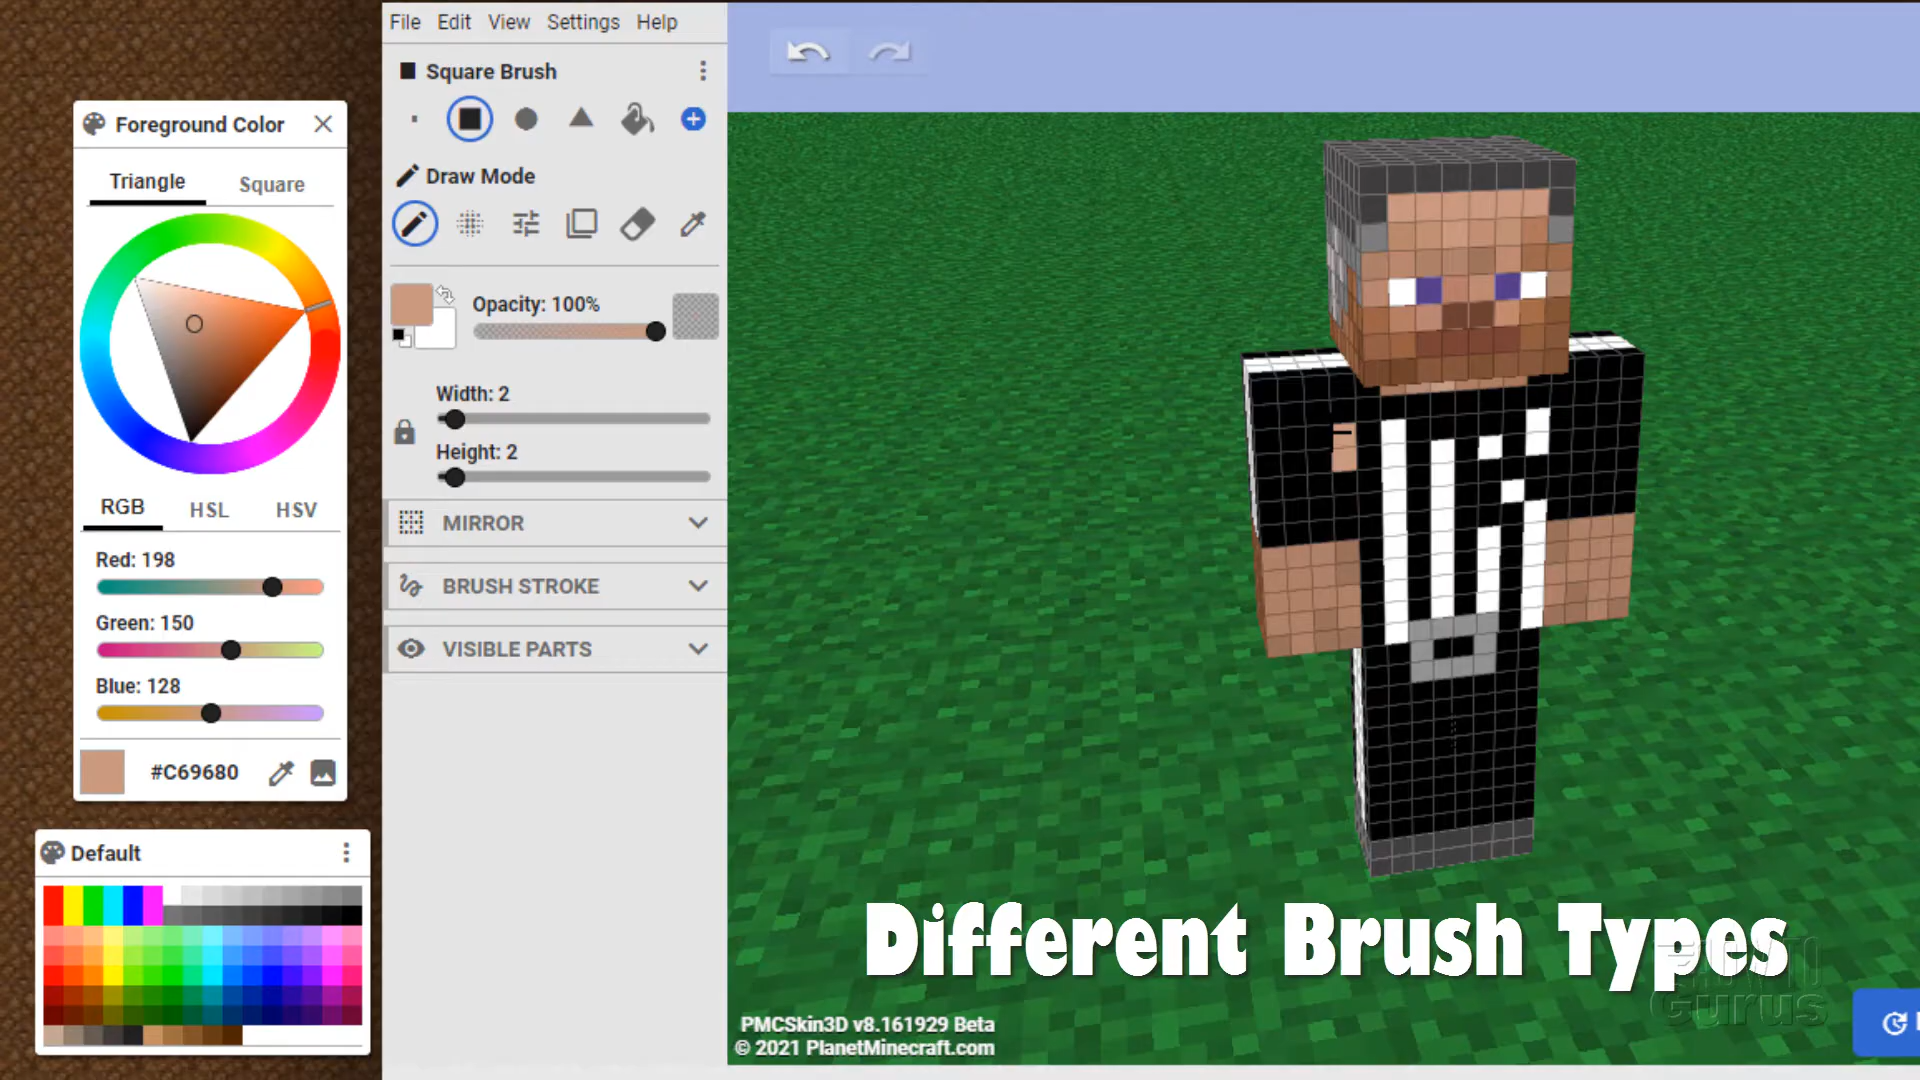 File Edit View Settings Help
Square Brush
Draw Mode
Opacity: 100%
Width: 2
Height: 2
MIRROR
BRUSH STROKE
VISIBLE PARTS
Foreground Color
Triangle Square
RGB HSL HSV
Red: 198
Green: 150
Blue: 128
#C69680
Default
Different Brush Types
Gurus
PMCSkin3D v8.161929 Beta
© 2021 PlanetMinecraft.com